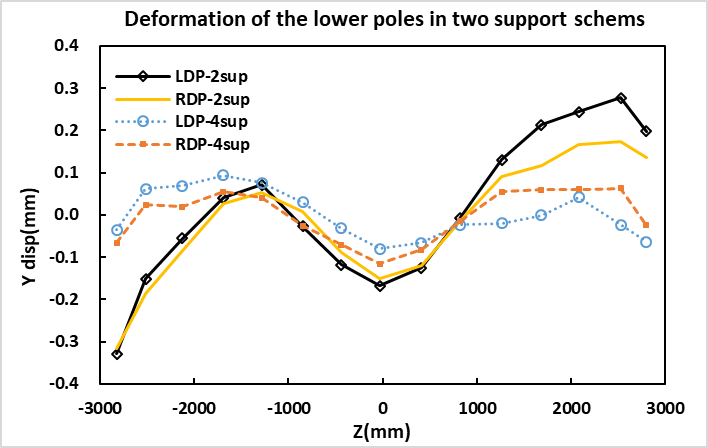 Deformation of the lower poles in two support schems
0.4
0.3
0.2
0.1
0.0
-0.1
-0.2
-0.3
-0.4
Y disp(mm)
LDP-2sup
RDP-2sup
LDP-4sup
RDP-4sup
-3000 -2000 -1000 0 1000 2000 3000
Z(mm)